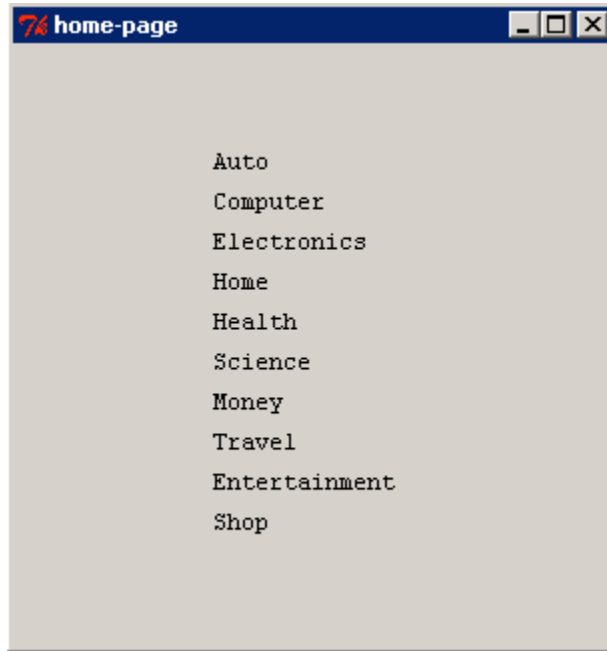 home-page
Auto
Computer
Electronics
Home
Health
Science
Money
Travel
Entertainment
Shop